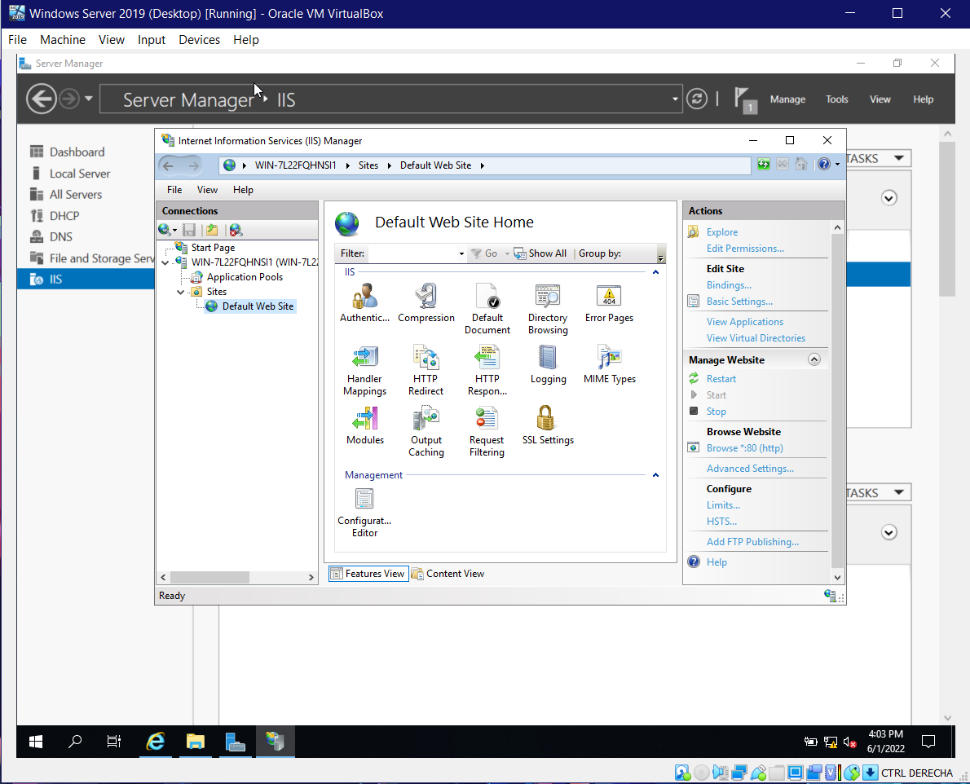 Windows Server 2019 (Desktop) [Running] - Oracle VM VirtualBox
File Machine View Input Devices Help
Server Manager
Server Manager IIS
1 Manage Tools View Help
Dashboard
Local Server
All Servers
DHCP
DNS
File and Storage Serv
IIS
TASKS
TASKS
Internet Information Services (IIS) Manager
WIN-7L22FQHNSI1 Sites Default Web Site
File View Help
Connections
Start Page
WIN-7L22FQHNSI1 (WIN-7L22
Application Pools
Sites
Default Web Site
Default Web Site Home
Filter: Go Show All Group by:
IIS
Authentic... Compression Default Document Directory Browsing Error Pages
Handler Mappings HTTP Redirect HTTP Respon... Logging MIME Types
Modules Output Caching Request Filtering SSL Settings
Management
Configurat... Editor
Features View Content View
Actions
Explore
Edit Permissions...
Edit Site
Bindings...
Basic Settings...
View Applications
View Virtual Directories
Manage Website
Restart
Start
Stop
Browse Website
Browse *:80 (http)
Advanced Settings...
Configure
Limits...
HSTS...
Add FTP Publishing...
Help
Ready
4:03 PM
6/1/2022
CTRL DERECHA